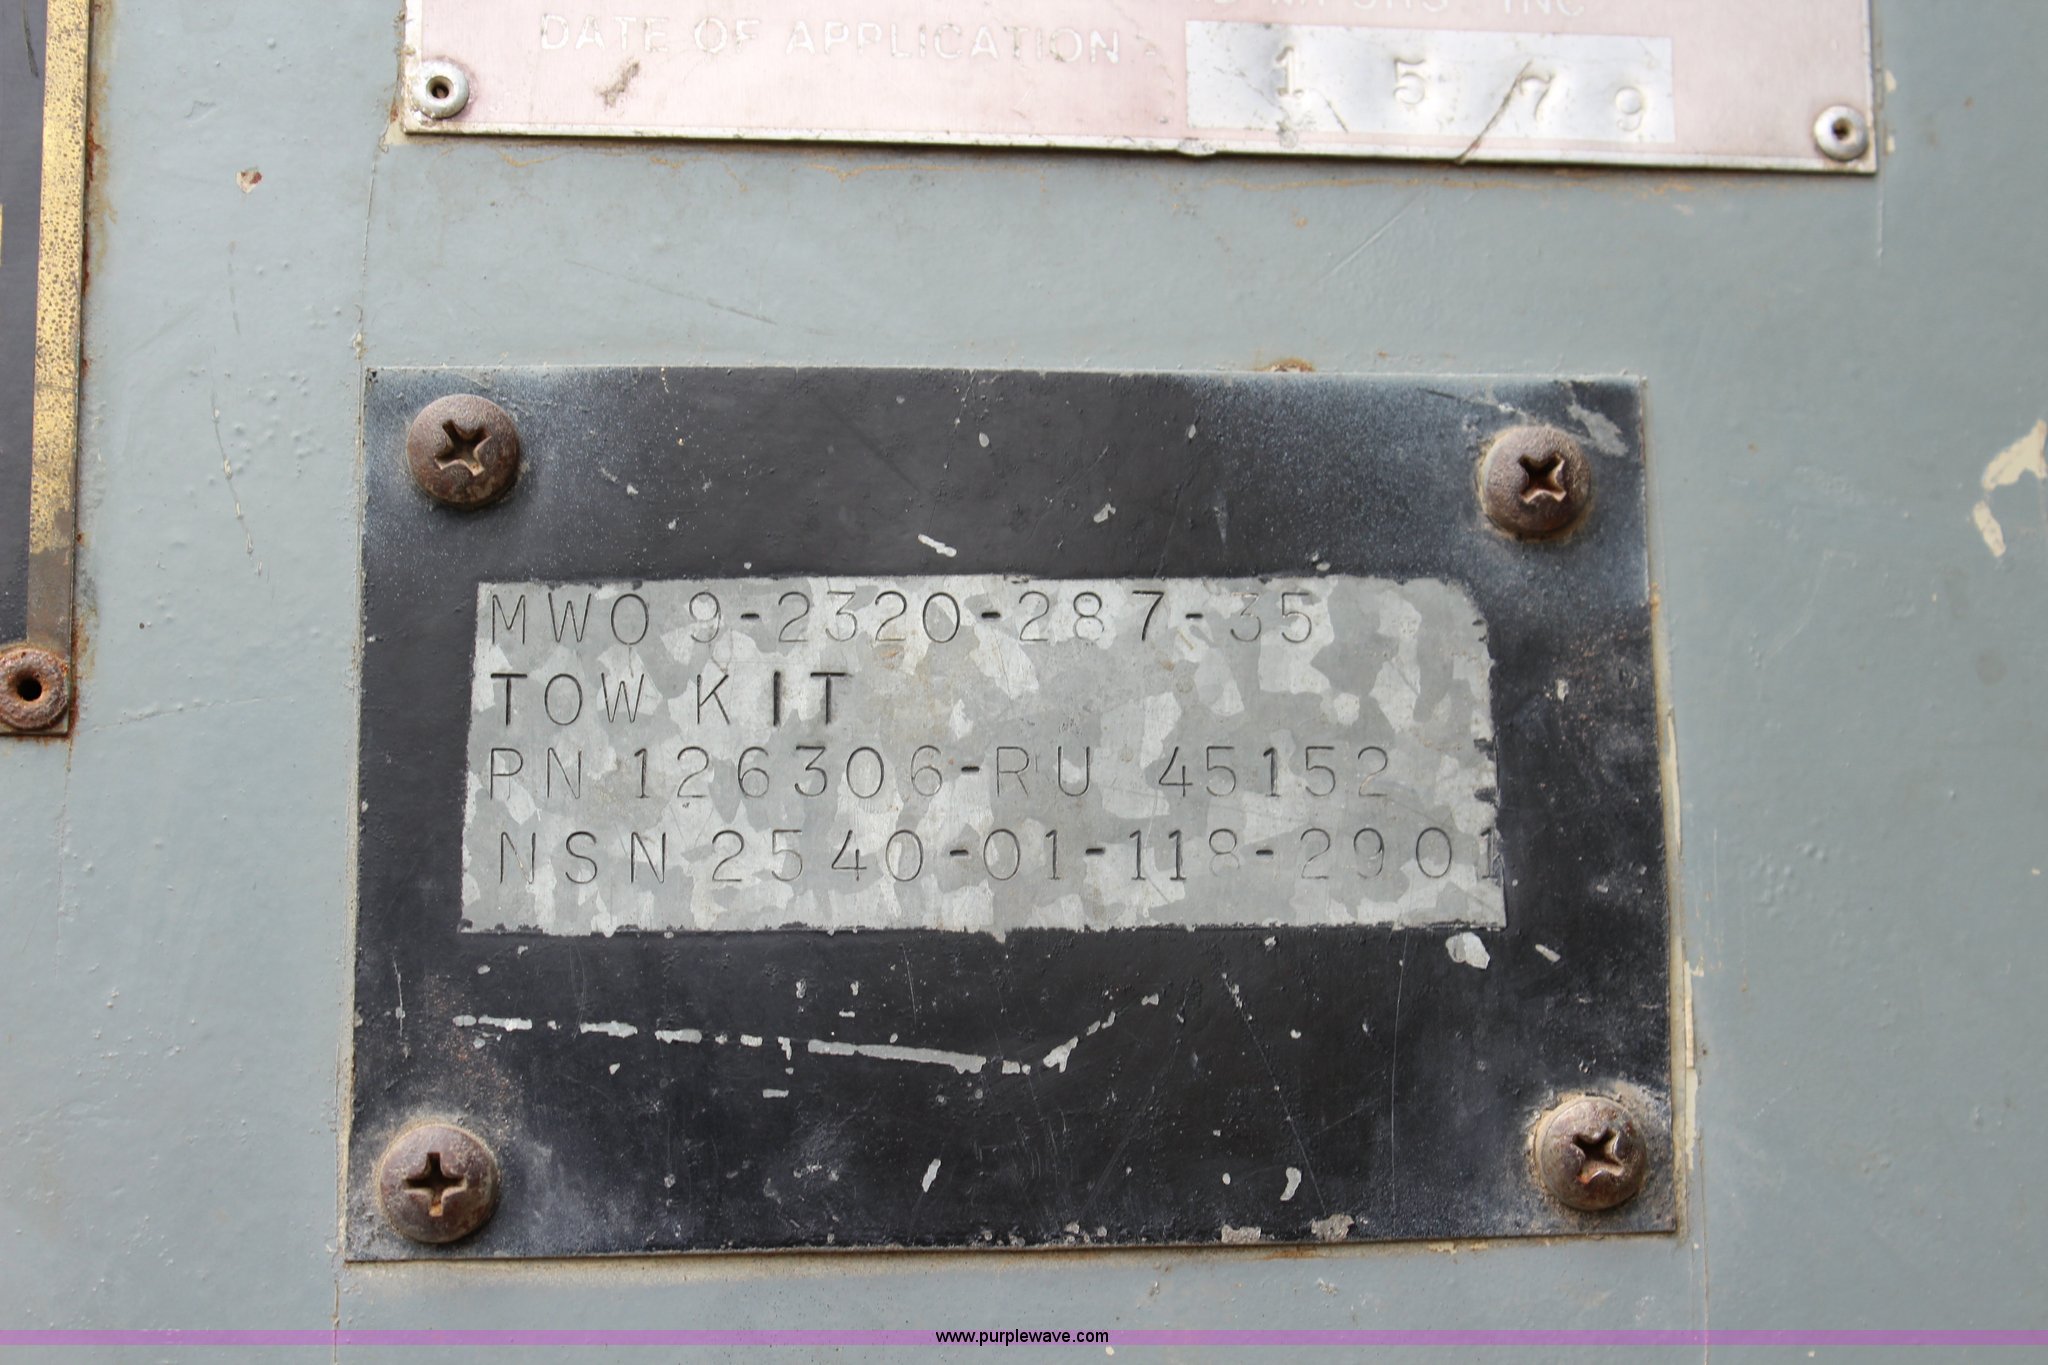 INC
DATE OF APPLICATION - 1 5 7 9
MWO 9-2320-287-35
TOW KIT
PN 126306-RU 45152
NSN 2540-01-118-2901
www.purplewave.com